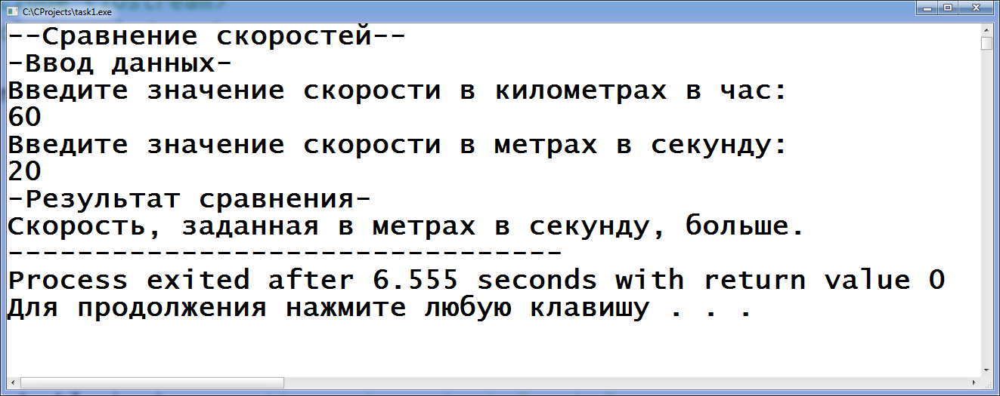 C:\CProjects\task1.exe
--Сравнение скоростей--
-Ввод данных-
Введите значение скорости в километрах в час:
60
Введите значение скорости в метрах в секунду:
20
-Результат сравнения-
Скорость, заданная в метрах в секунду, больше.
--------------------------------
Process exited after 6.555 seconds with return value 0
Для продолжения нажмите любую клавишу . . .